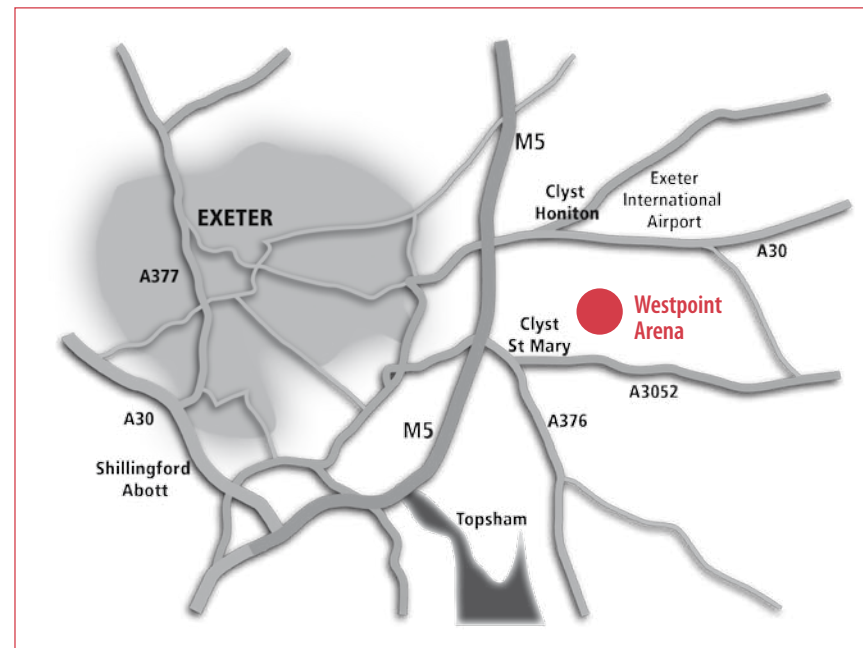 M5
Clyst
Honiton
Exeter
International
Airport
EXETER
A30
A377
Westpoint
Arena
Clyst
St Mary
A3052
A30
M5
A376
Shillingford
Abott
Topsham